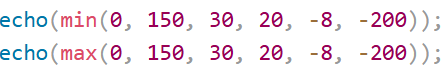 echo(min(0, 150, 30, 20, -8, -200));
echo(max(0, 150, 30, 20, -8, -200));